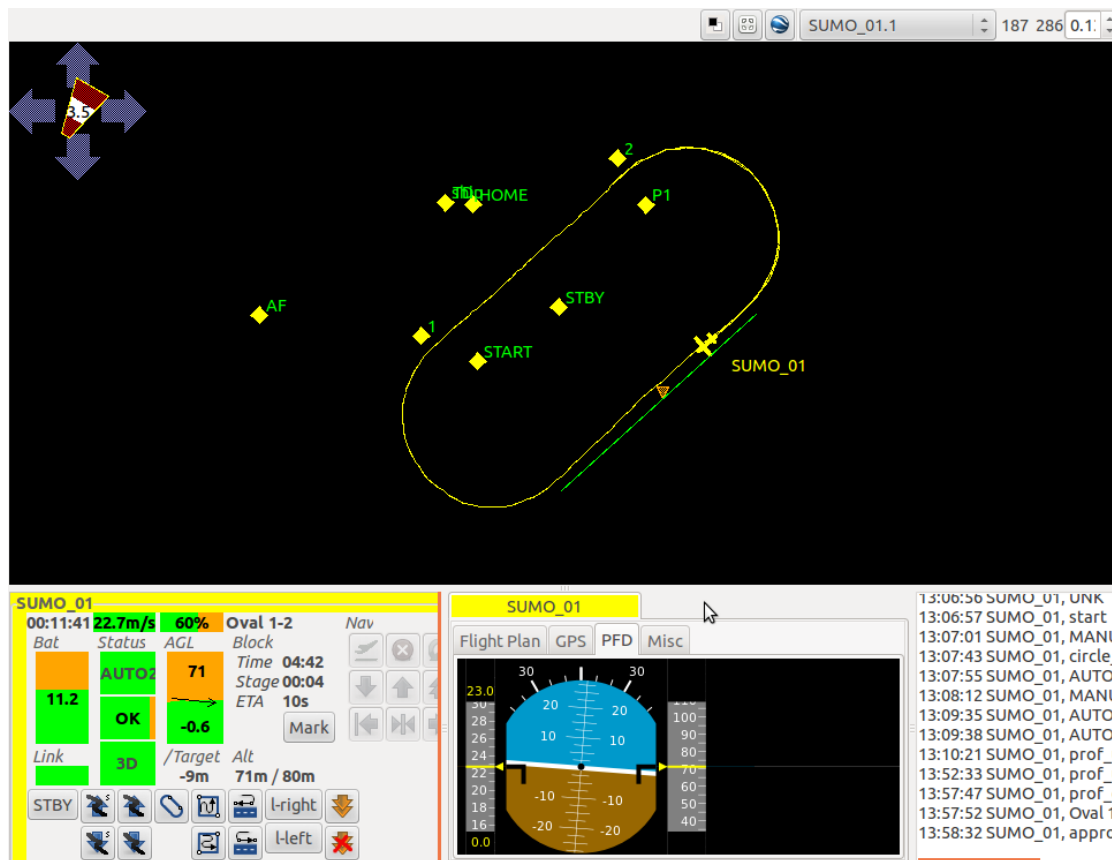 SUMO_01.1 187 286 0.1
3.5
2
HOME
P1
AF
STBY
1
START
SUMO_01
SUMO_01
00:11:41 22.7m/s 60% Oval 1-2 Nav
Bat Status AGL Block
Time 04:42
AUTO2 71 Stage 00:04
11.2 ETA 10s
OK -0.6 Mark
Link 3D /Target Alt
-9m 71m / 80m
STBY l-right
l-left
SUMO_01
Flight Plan GPS PFD Misc
30 30
23.0
30 20 20 110
28 100
26 10 10 90
24 80
22 70
20 -10 -10 60
18 50
16 -20 -20 40
0.0
13:06:56 SUMO_01, UNK
13:06:57 SUMO_01, start
13:07:01 SUMO_01, MANU
13:07:43 SUMO_01, circle_
13:07:55 SUMO_01, AUTO
13:08:12 SUMO_01, MANU
13:09:35 SUMO_01, AUTO
13:09:38 SUMO_01, AUTO
13:10:21 SUMO_01, prof_
13:52:33 SUMO_01, prof_
13:57:47 SUMO_01, prof_
13:57:52 SUMO_01, Oval 1
13:58:32 SUMO_01, appro